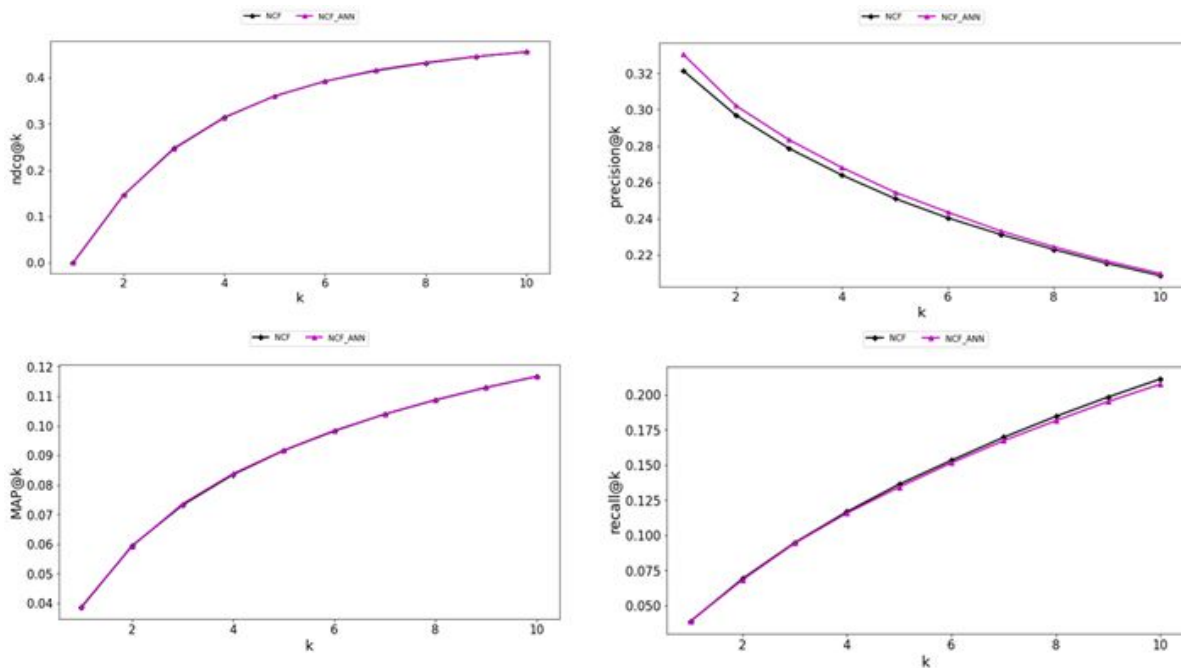 NCF NCF_ANN
ndcg@k
0.4
0.3
0.2
0.1
0.0
2 4 6 8 10
k
NCF NCF_ANN
precision@k
0.32
0.30
0.28
0.26
0.24
0.22
2 4 6 8 10
k
NCF NCF_ANN
MAP@k
0.12
0.11
0.10
0.09
0.08
0.07
0.06
0.05
0.04
2 4 6 8 10
k
NCF NCF_ANN
recall@k
0.200
0.175
0.150
0.125
0.100
0.075
0.050
2 4 6 8 10
k